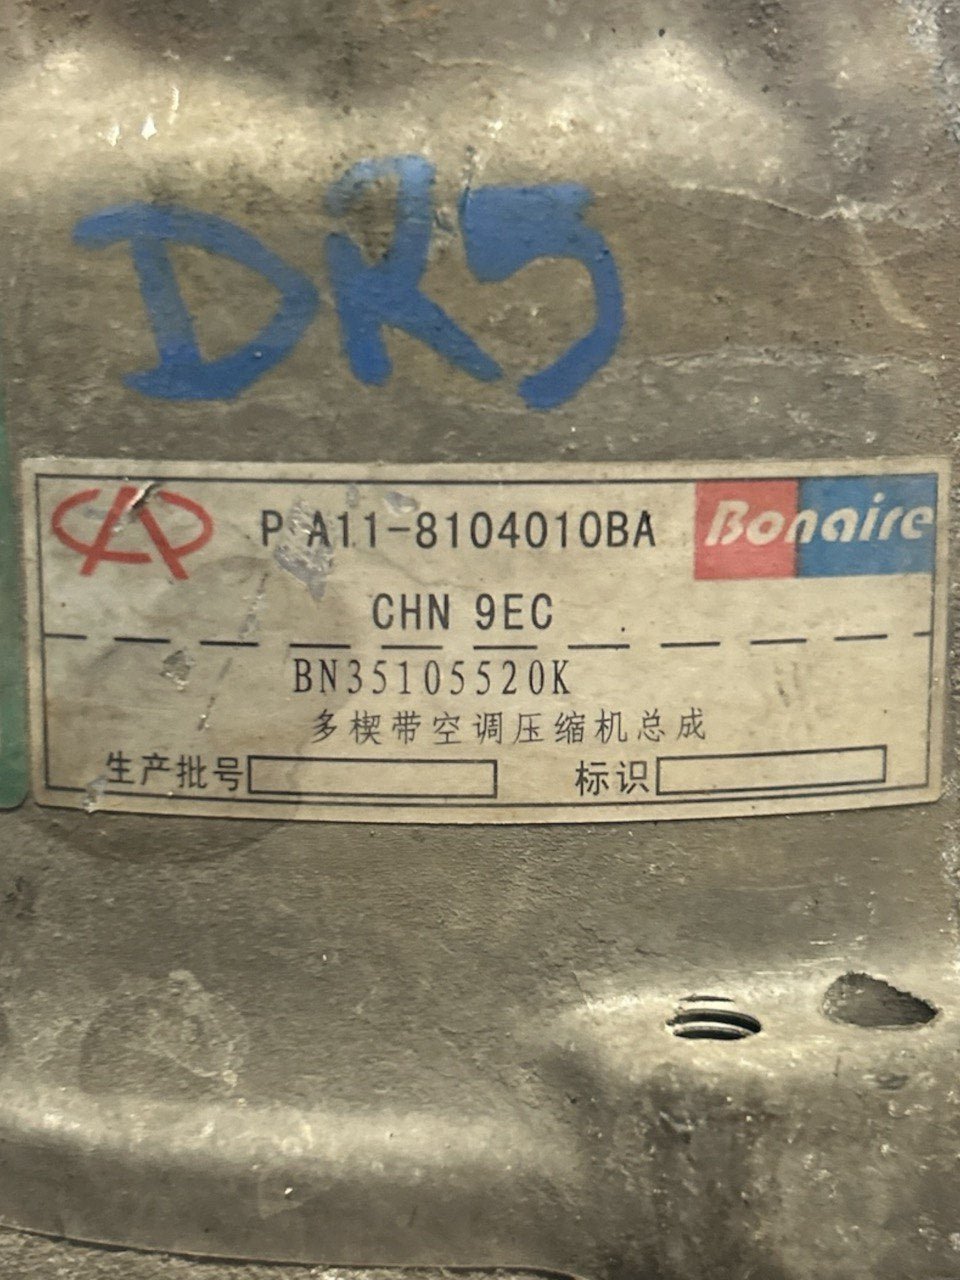 DR5
P A11-8104010BA
Bonaire
CHN 9EC
BN35105520K
多楔带空调压缩机总成
生产批号
标识